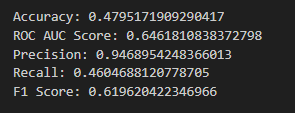 Accuracy: 0.4795171909290417
ROC AUC Score: 0.6461810838372798
Precision: 0.9468954248366013
Recall: 0.4604688120778705
F1 Score: 0.619620422346966